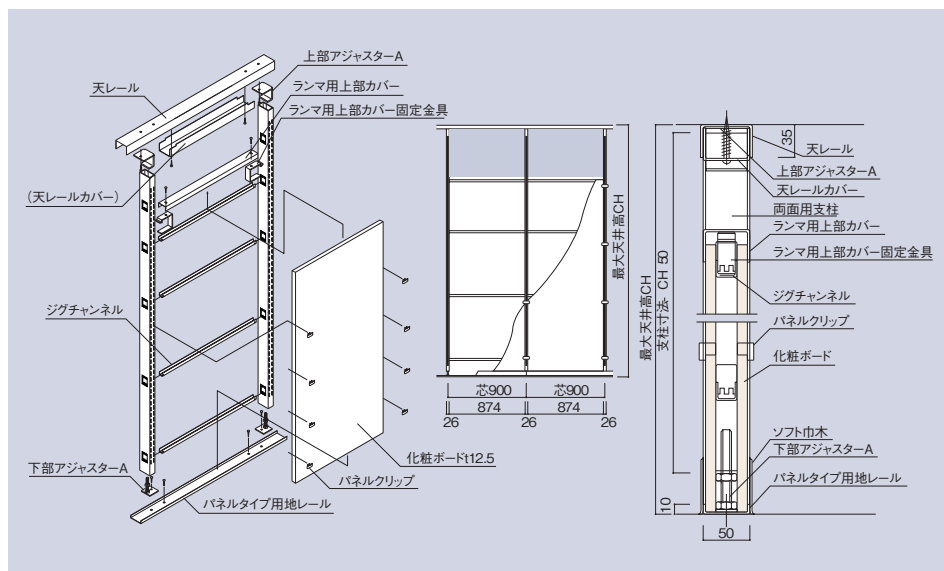 上部アジャスターA
天レール
ランマ用上部カバー
ランマ用上部カバー固定金具
(天レールカバー)
ジグチャンネル
下部アジャスターA
パネルタイプ用地レール
パネルクリップ
化粧ボードt12.5
最大天井高CH
芯900
芯900
874
874
26
26
26
最大天井高CH
支柱寸法- CH 50
35
天レール
上部アジャスターA
天レールカバー
両面用支柱
ランマ用上部カバー
ランマ用上部カバー固定金具
ジグチャンネル
パネルクリップ
化粧ボード
ソフト巾木
下部アジャスターA
パネルタイプ用地レール
10
50